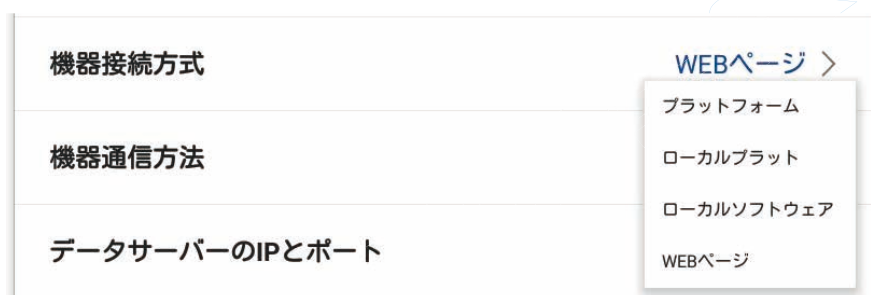 機器接続方式
WEBページ >
プラットフォーム
機器通信方法
ローカルプラット
ローカルソフトウェア
データサーバーのIPとポート
WEBページ